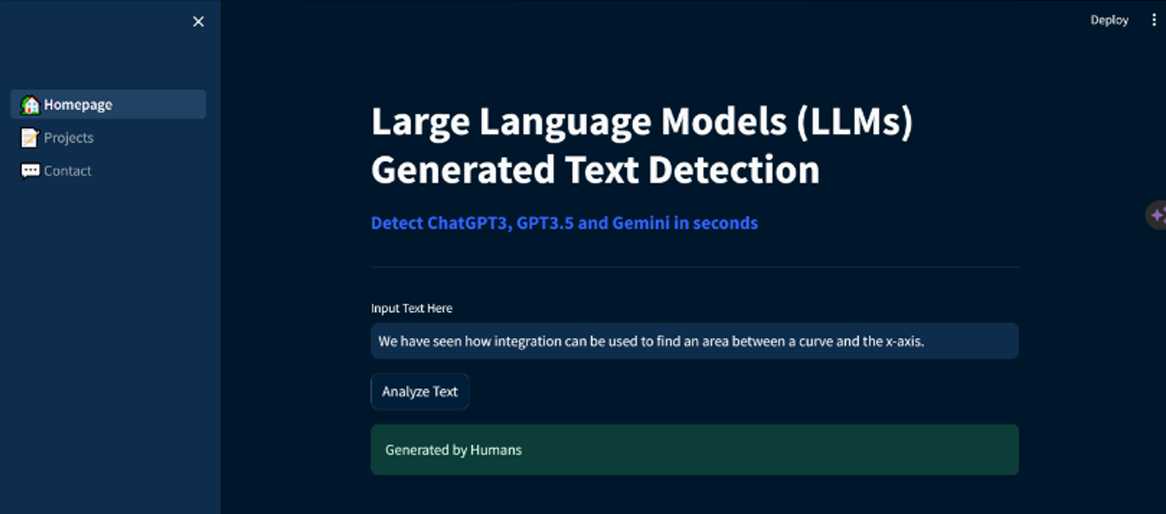 Deploy
Homepage
Projects
Contact
Large Language Models (LLMs)
Generated Text Detection
Detect ChatGPT3, GPT3.5 and Gemini in seconds
Input Text Here
We have seen how integration can be used to find an area between a curve and the x-axis.
Analyze Text
Generated by Humans